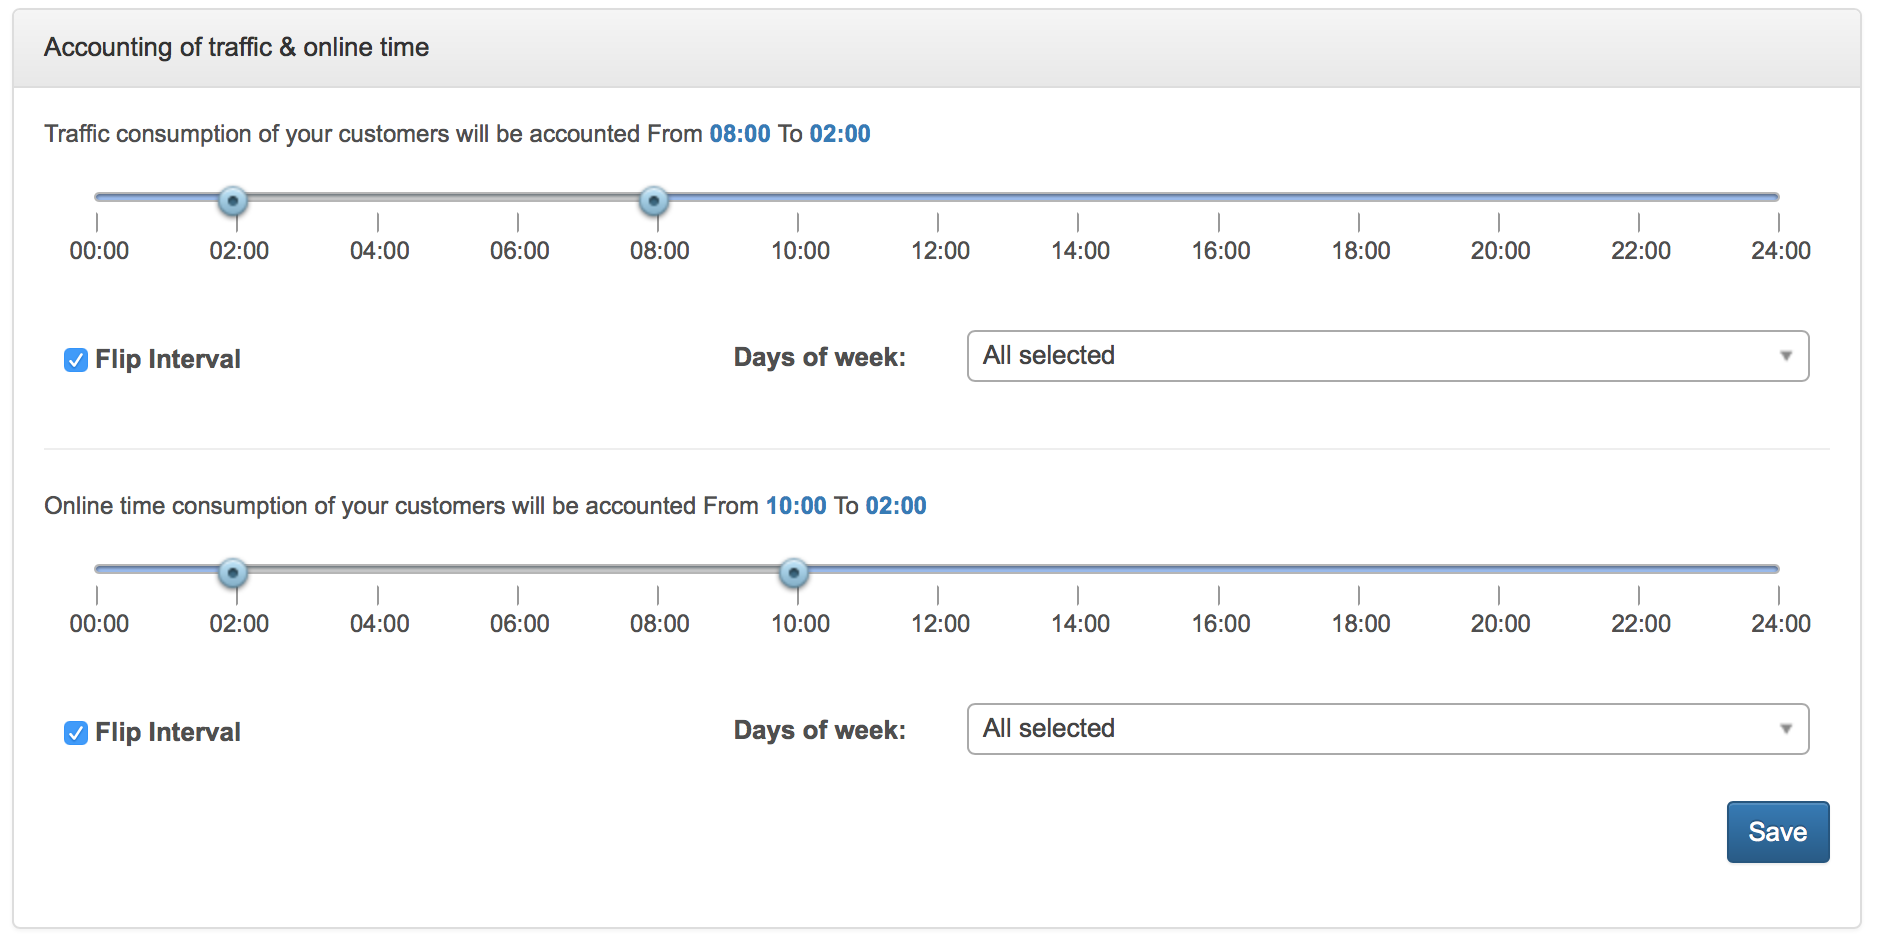 Accounting of traffic & online time
Traffic consumption of your customers will be accounted From 08:00 To 02:00
00:00 02:00 04:00 06:00 08:00 10:00 12:00 14:00 16:00 18:00 20:00 22:00 24:00
Flip Interval Days of week: All selected
Online time consumption of your customers will be accounted From 10:00 To 02:00
00:00 02:00 04:00 06:00 08:00 10:00 12:00 14:00 16:00 18:00 20:00 22:00 24:00
Flip Interval Days of week: All selected
Save